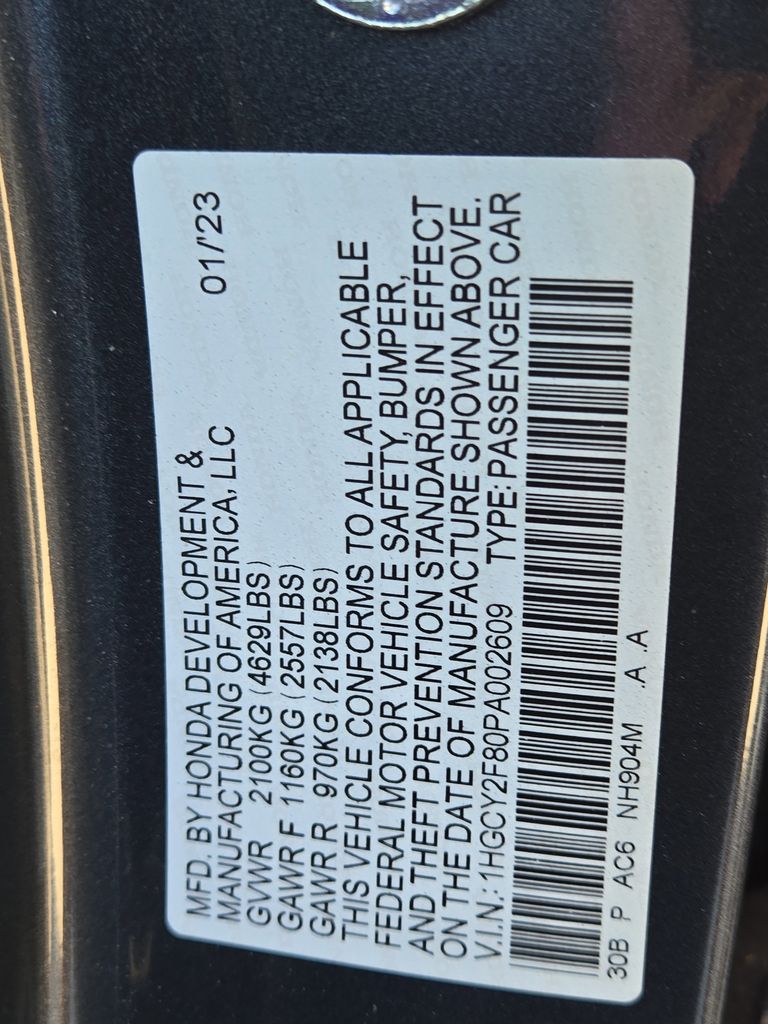 MFD. BY HONDA DEVELOPMENT &
MANUFACTURING OF AMERICA, LLC 01/'23
GVWR 2100KG (4629LBS)
GAWR F 1160KG (2557LBS)
GAWR R 970KG (2138LBS)
THIS VEHICLE CONFORMS TO ALL APPLICABLE
FEDERAL MOTOR VEHICLE SAFETY, BUMPER,
AND THEFT PREVENTION STANDARDS IN EFFECT
ON THE DATE OF MANUFACTURE SHOWN ABOVE.
V.I.N.: 1HGCY2F80PA002609 TYPE: PASSENGER CAR
30B P AC6 NH904M .A .A